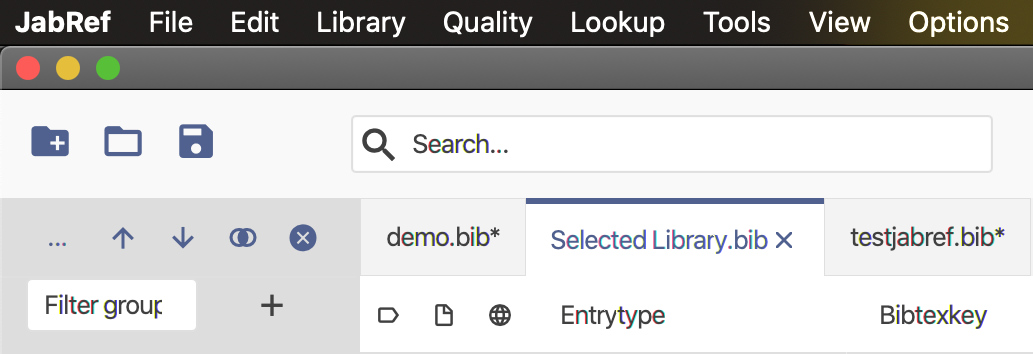 JabRef File Edit Library Quality Lookup Tools View Options
Search...
... demo.bib* Selected Library.bib testjabref.bib*
Filter group Entrytype Bibtexkey